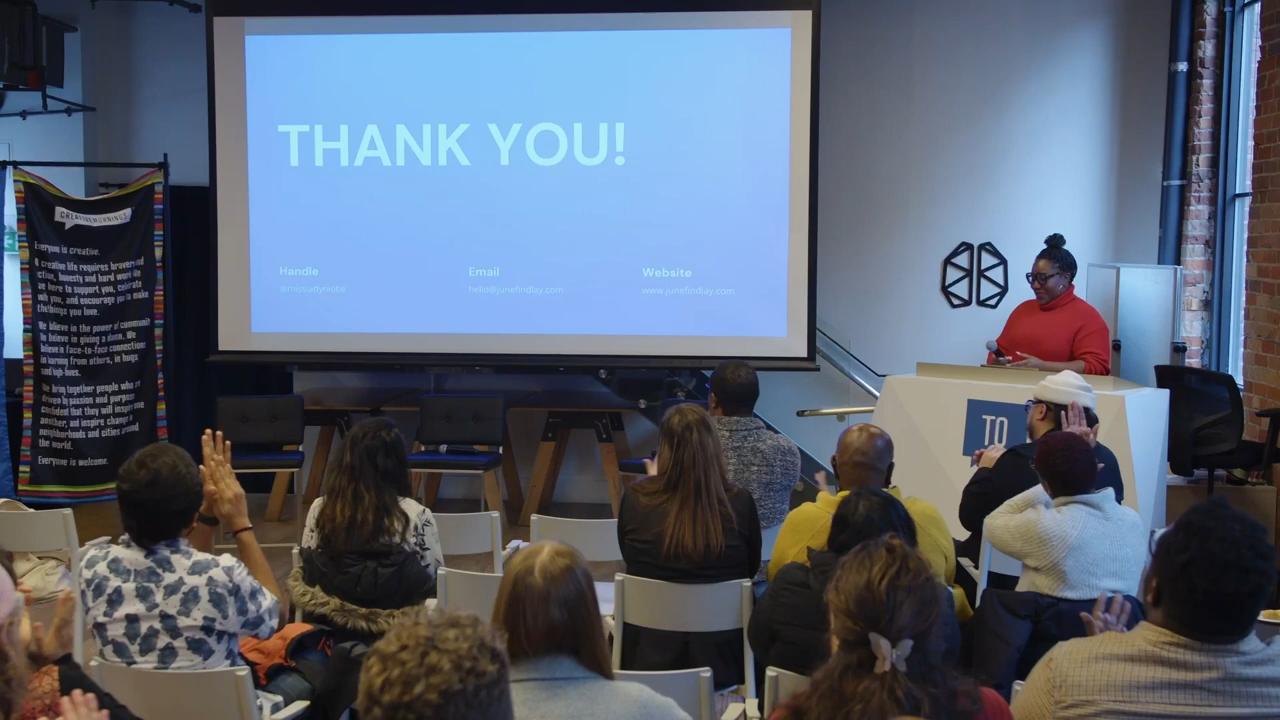 THANK YOU!
Handle
Email
Website
hello@junefindlay.com
www.junefindlay.com
CREATIVEMORNINGS
Everyone is creative.
A creative life requires bravery and
action, honesty and hard work. We
are here to support you, celebrate
with you, and encourage you to make
the things you love.
We believe in the power of community.
We believe in giving a damn. We
believe in face-to-face connections,
in learning from others, in hugs
and high-fives.
We bring together people who are
driven by passion and purpose,
confident that they will inspire one
another, and inspire change in
neighborhoods and cities around
the world.
Everyone is welcome.
TO